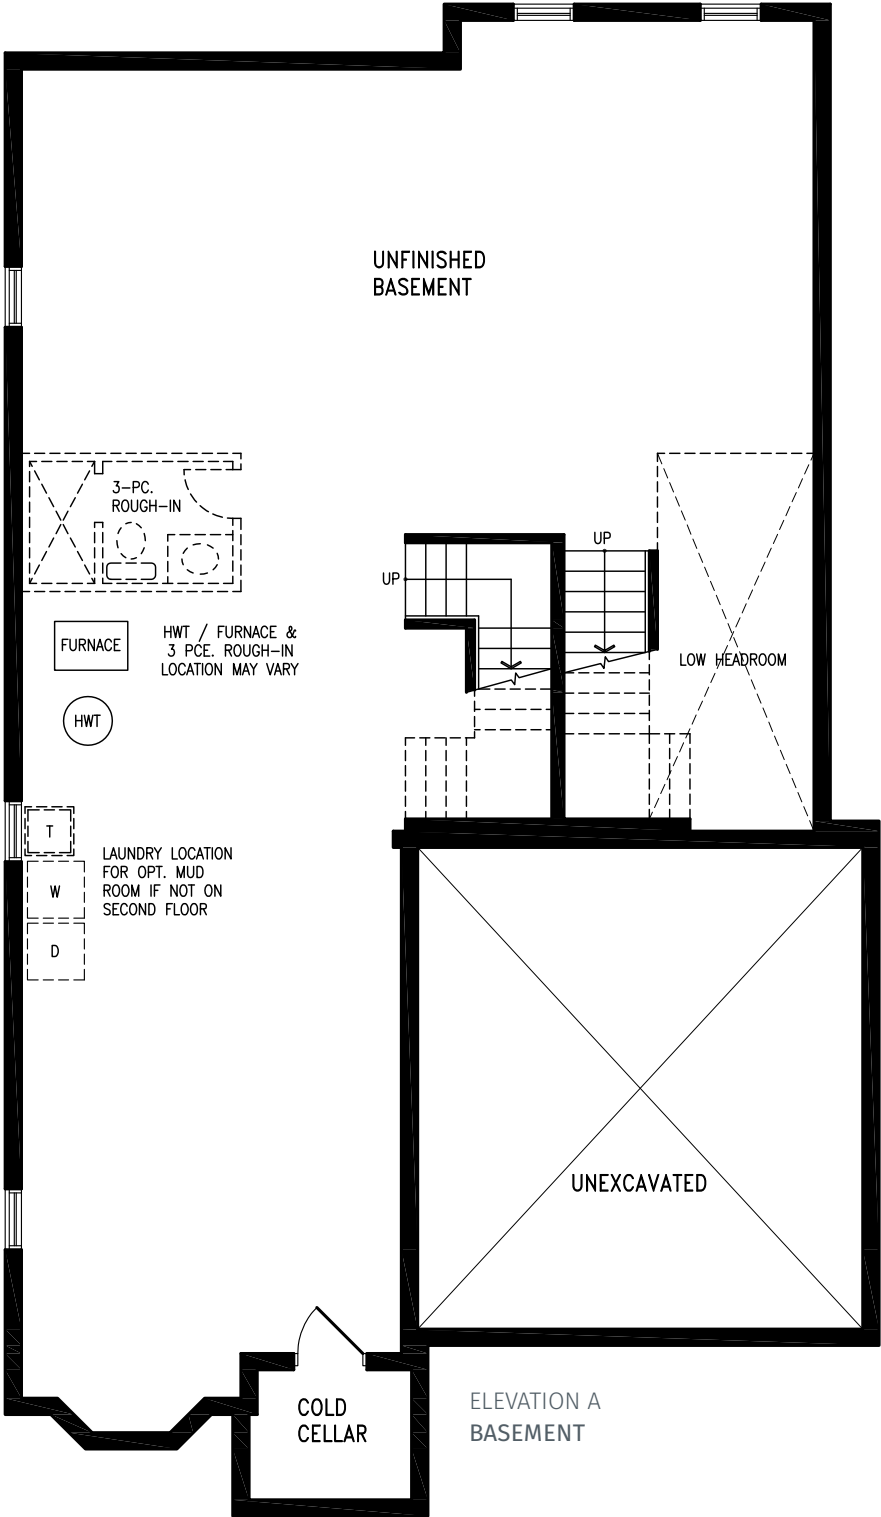 UNFINISHED
BASEMENT
3-PC.
ROUGH-IN
UP
UP
FURNACE
HWT / FURNACE &
3 PCE. ROUGH-IN
LOCATION MAY VARY
LOW HEADROOM
HWT
T
W
D
LAUNDRY LOCATION
FOR OPT. MUD
ROOM IF NOT ON
SECOND FLOOR
UNEXCAVATED
COLD
CELLAR
ELEVATION A
BASEMENT